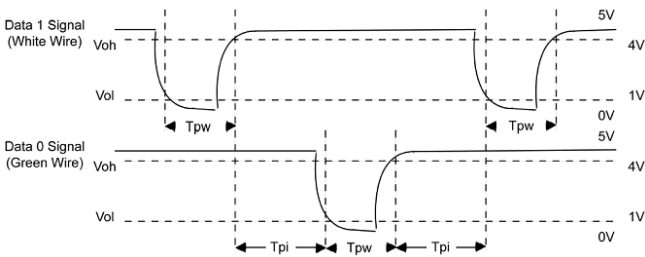 Data 1 Signal
(White Wire)
Voh
Vol
5V
4V
1V
0V
Tpw
Tpw
Data 0 Signal
(Green Wire)
Voh
Vol
5V
4V
1V
0V
Tpi
Tpw
Tpi